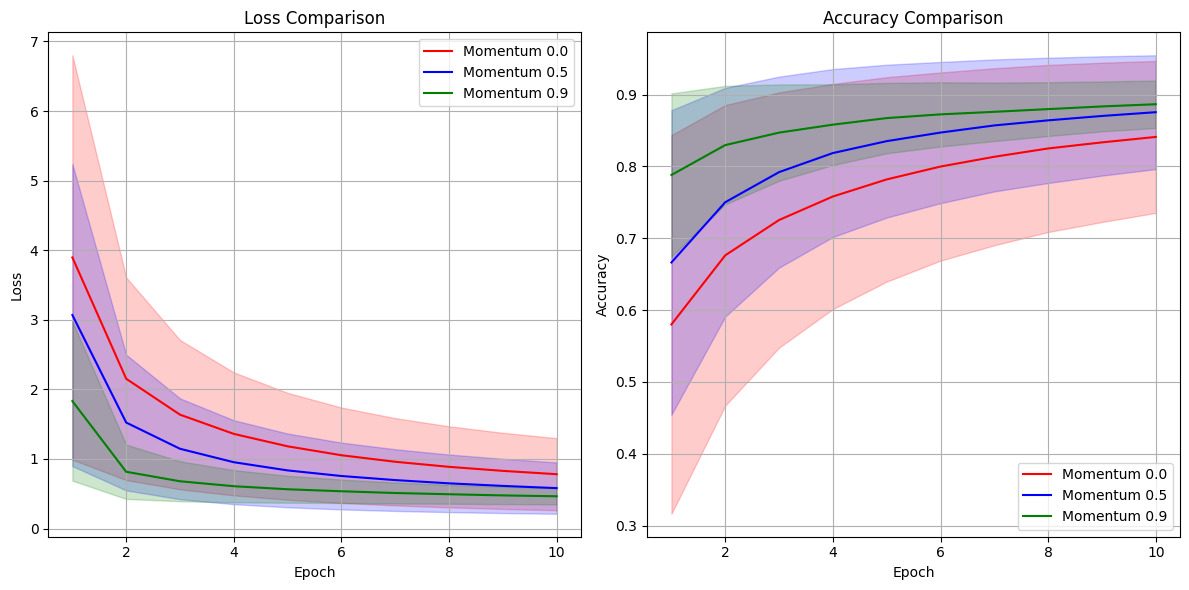 Loss Comparison
7
6
5
4
3
2
1
0
Loss
2
4
6
8
10
Epoch
Momentum 0.0
Momentum 0.5
Momentum 0.9
Accuracy Comparison
0.9
0.8
0.7
0.6
0.5
0.4
0.3
Accuracy
2
4
6
8
10
Epoch
Momentum 0.0
Momentum 0.5
Momentum 0.9